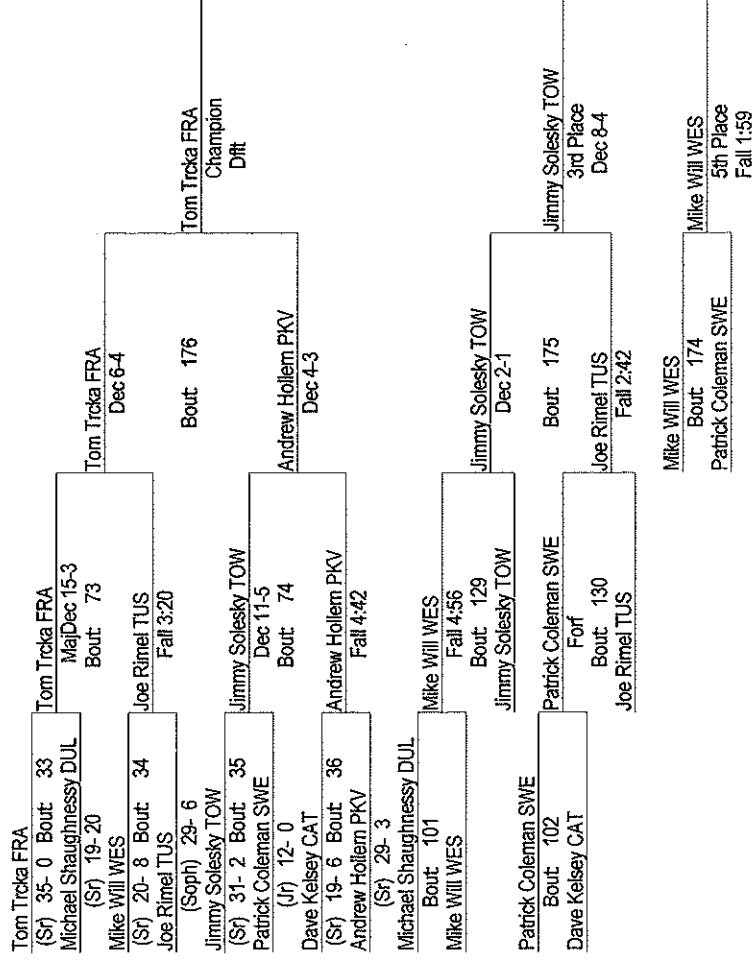 Tom Trcka FRA
(Sr) 35- 0 Bout: 33
Michael Shaughnessy DUL
(Sr) 19- 20
Mike Will WES
(Sr) 20- 8 Bout: 34
Joe Rimel TUS
(Soph) 29- 6
Jimmy Solesky TOW
(Sr) 31- 2 Bout: 35
Patrick Coleman SWE
(Jr) 12- 0
Dave Kelsey CAT
(Sr) 19- 6 Bout: 36
Andrew Hollem PKV
(Sr) 29- 3
Michael Shaughnessy DUL
Bout: 101
Mike Will WES
Patrick Coleman SWE
Bout: 102
Dave Kelsey CAT
Tom Trcka FRA
MajDec 15-3
Bout: 73
Joe Rimel TUS
Fall 3:20
Jimmy Solesky TOW
Dec 11-5
Bout: 74
Andrew Hollem PKV
Fall 4:42
Mike Will WES
Fall 4:56
Bout: 129
Jimmy Solesky TOW
Patrick Coleman SWE
Forf
Bout: 130
Joe Rimel TUS
Tom Trcka FRA
Dec 6-4
Bout: 176
Andrew Hollem PKV
Dec 4-3
Jimmy Solesky TOW
Dec 2-1
Bout: 175
Joe Rimel TUS
Fall 2:42
Mike Will WES
Bout: 174
Patrick Coleman SWE
Tom Trcka FRA
Champion
Dflt
Jimmy Solesky TOW
3rd Place
Dec 8-4
Mike Will WES
5th Place
Fall 1:59